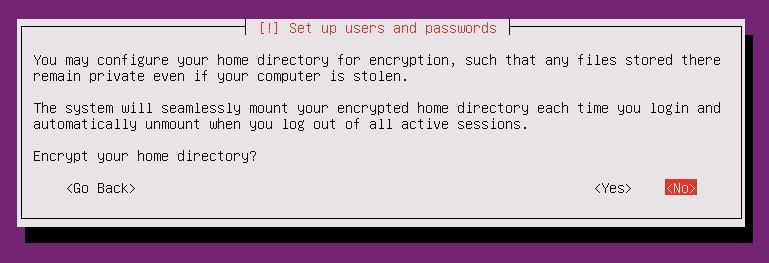 [!] Set up users and passwords
You may configure your home directory for encryption, such that any files stored there
remain private even if your computer is stolen.
The system will seamlessly mount your encrypted home directory each time you login and
automatically unmount when you log out of all active sessions.
Encrypt your home directory?
<Go Back> <Yes> <No>